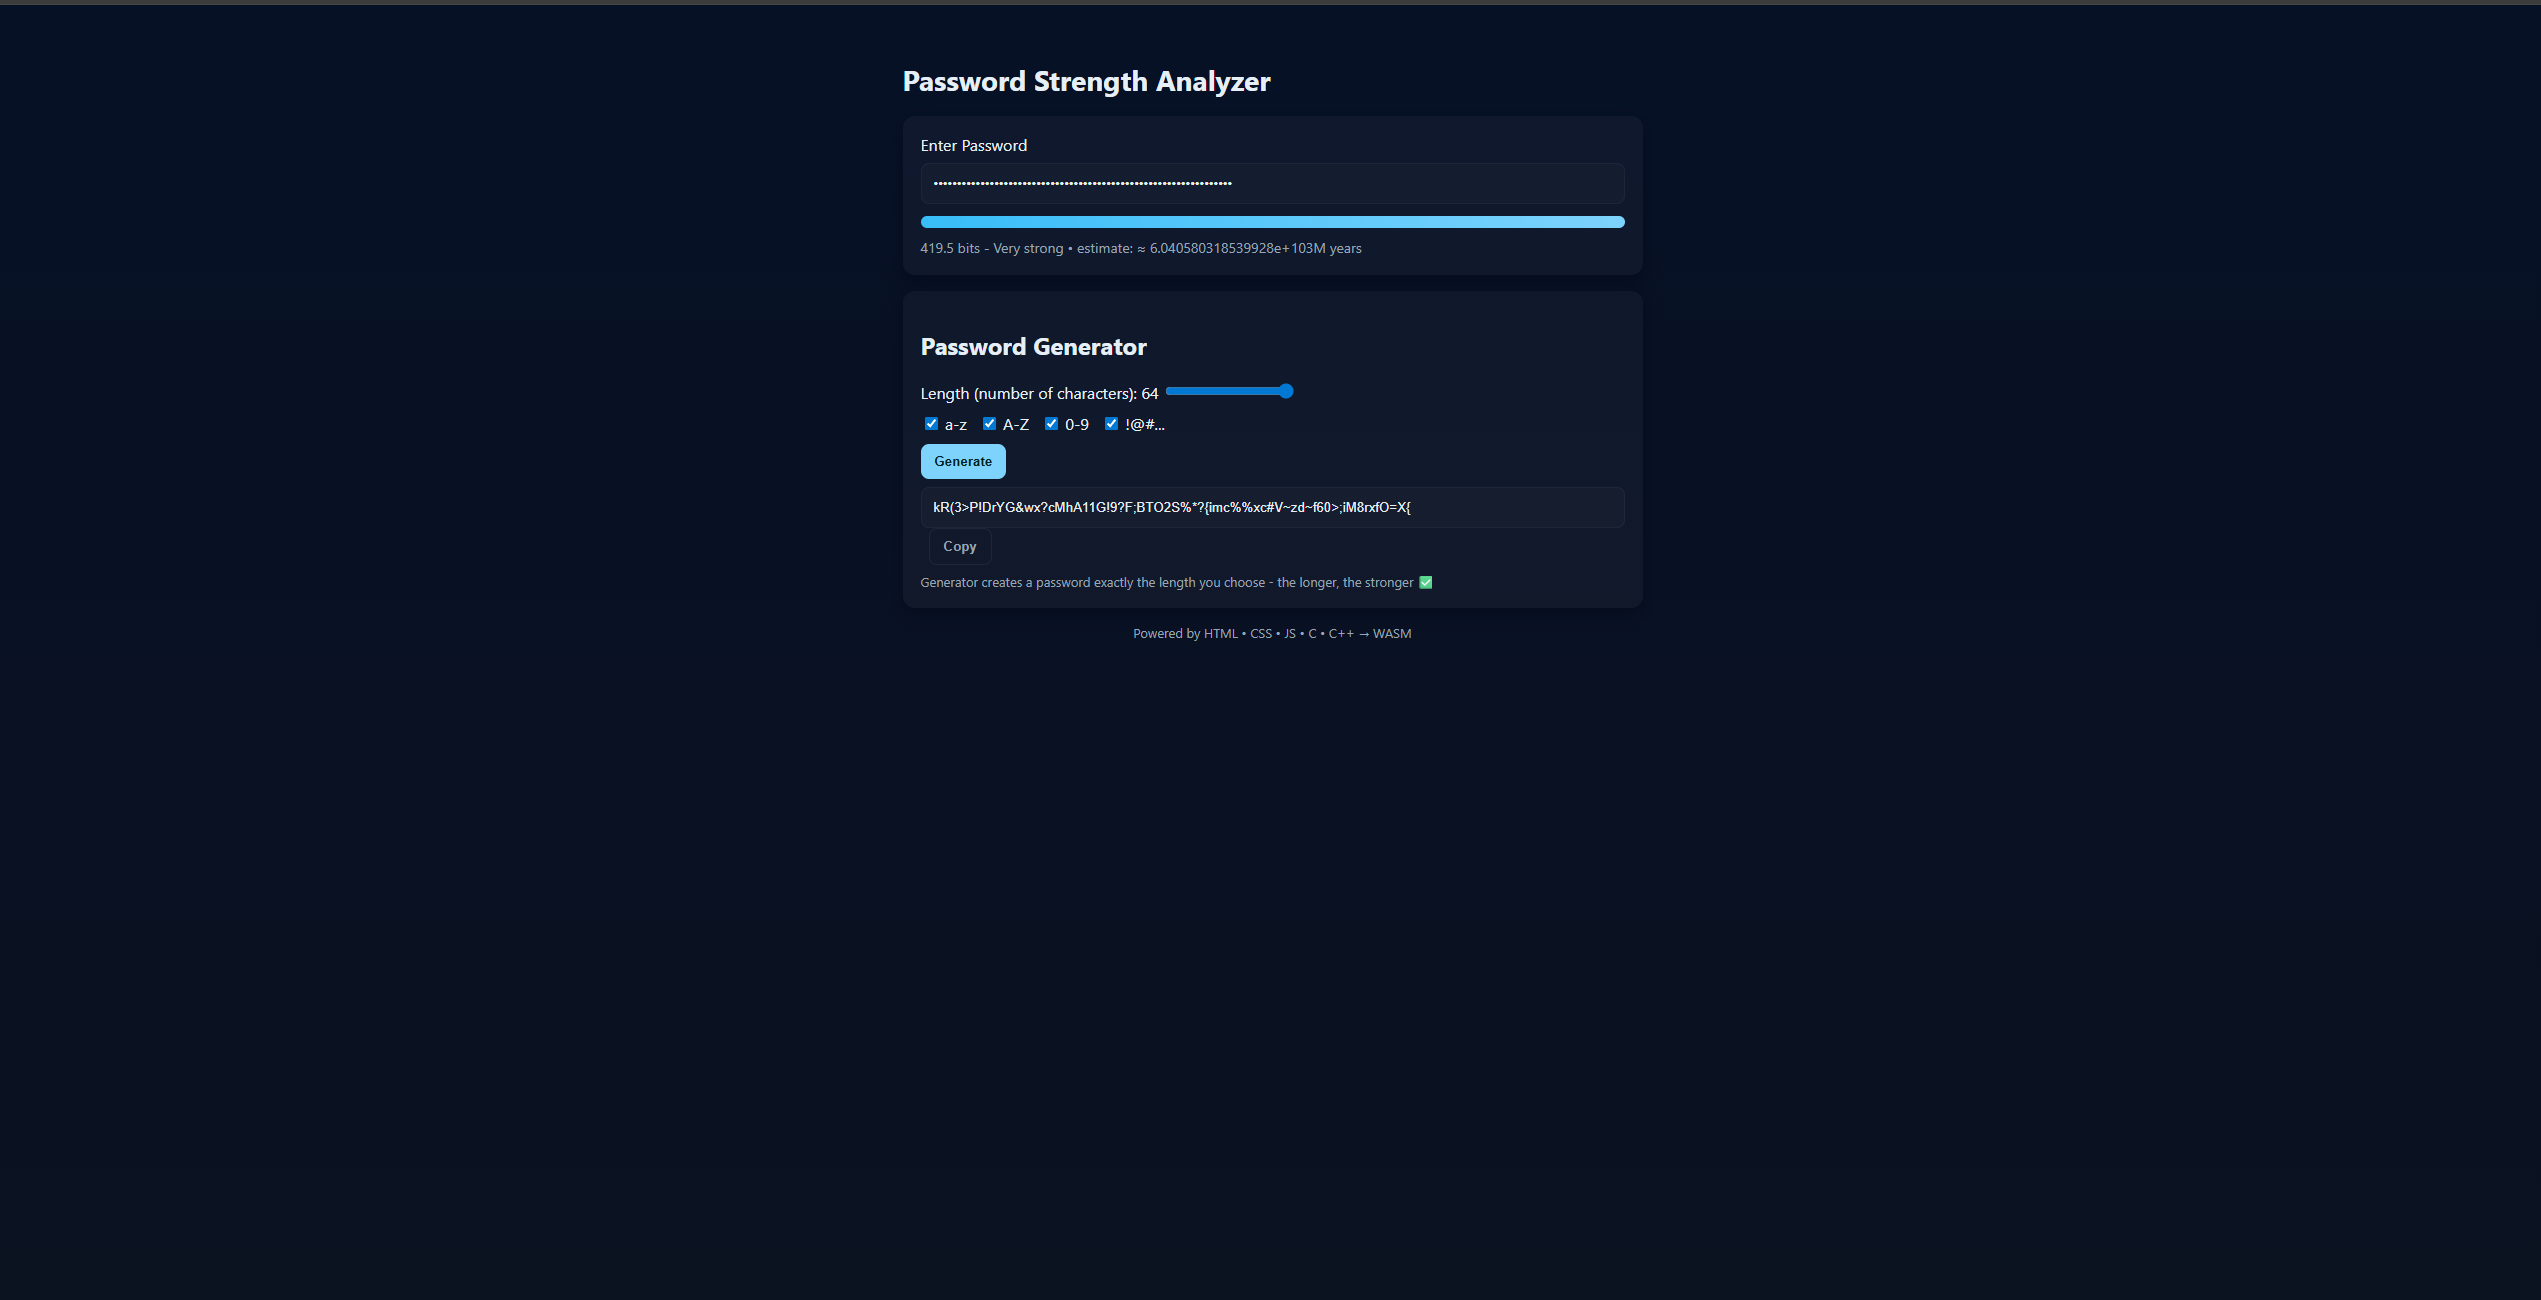 Password Strength Analyzer
Enter Password
419.5 bits - Very strong • estimate: ≈ 6.040580318539928e+103M years
Password Generator
Length (number of characters): 64
a-z A-Z 0-9 !@#...
Generate
kR(3>P!DrYG&wx?cMhA11G!9?F;BTO2S%*?{imc%%xc#V~zd~f60>;iM8rxfO=X{
Copy
Generator creates a password exactly the length you choose - the longer, the stronger ✅
Powered by HTML • CSS • JS • C • C++ → WASM